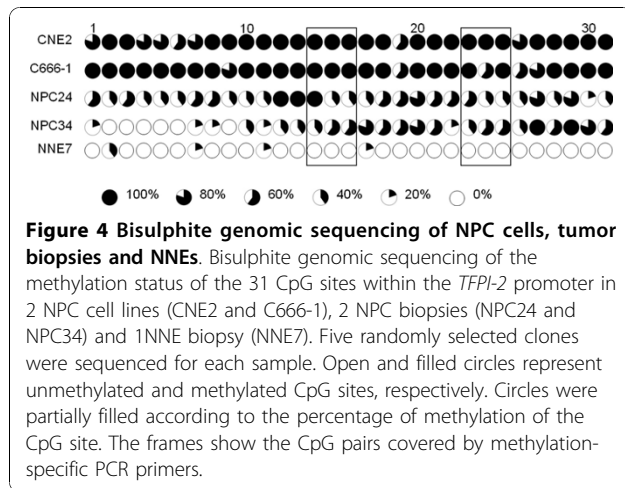 1 10 20 30
CNE2
C666-1
NPC24
NPC34
NNE7
100% 80% 60% 40% 20% 0%
Figure 4 Bisulphite genomic sequencing of NPC cells, tumor
biopsies and NNEs. Bisulphite genomic sequencing of the
methylation status of the 31 CpG sites within the TFPI-2 promoter in
2 NPC cell lines (CNE2 and C666-1), 2 NPC biopsies (NPC24 and
NPC34) and 1NNE biopsy (NNE7). Five randomly selected clones
were sequenced for each sample. Open and filled circles represent
unmethylated and methylated CpG sites, respectively. Circles were
partially filled according to the percentage of methylation of the
CpG site. The frames show the CpG pairs covered by methylation-
specific PCR primers.